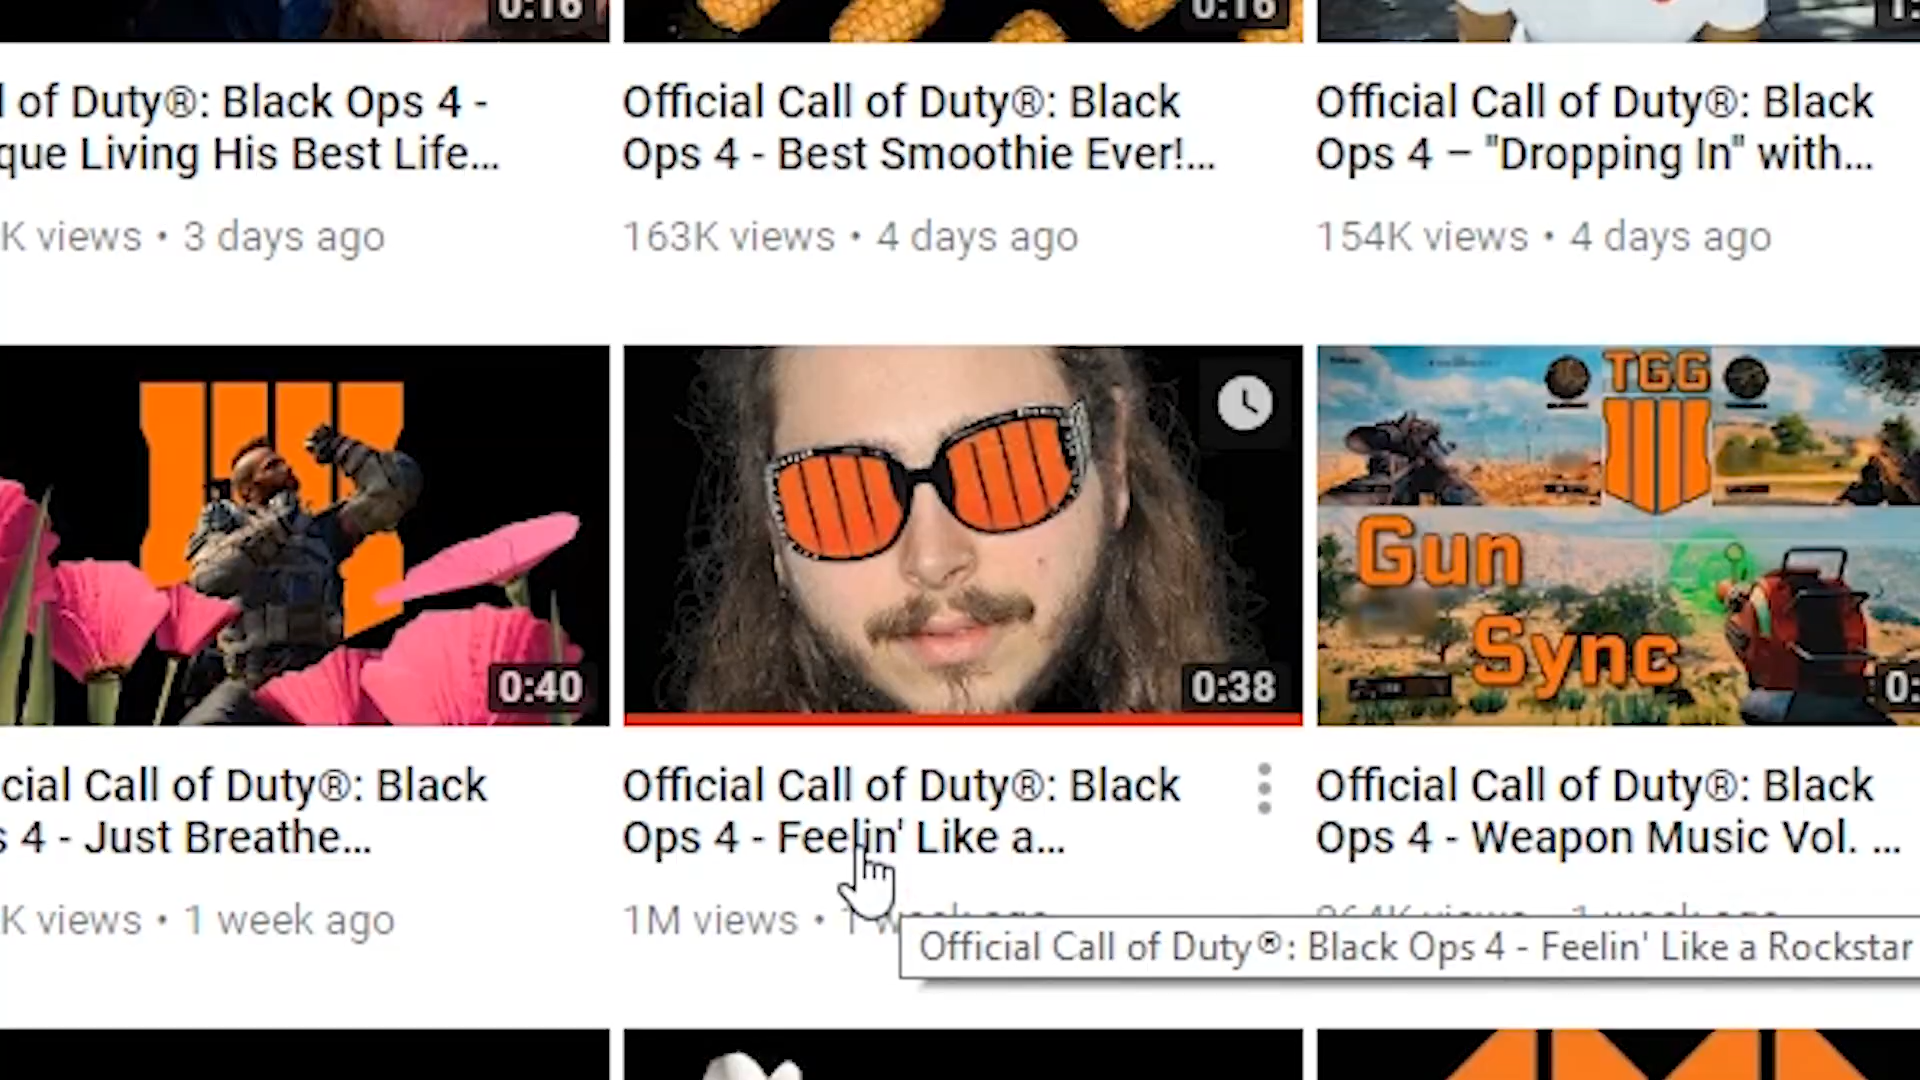 0:16
0:16
l of Duty®: Black Ops 4 -
que Living His Best Life...
K views • 3 days ago
Official Call of Duty®: Black
Ops 4 - Best Smoothie Ever!...
163K views • 4 days ago
Official Call of Duty®: Black
Ops 4 – "Dropping In" with...
154K views • 4 days ago
0:40
0:38
TGG
Gun
Sync
0:
cial Call of Duty®: Black
s 4 - Just Breathe...
K views • 1 week ago
Official Call of Duty®: Black
Ops 4 - Feelin' Like a...
1M views • 1 week ago
Official Call of Duty®: Black
Ops 4 - Weapon Music Vol. ...
Official Call of Duty®: Black Ops 4 - Feelin' Like a Rockstar